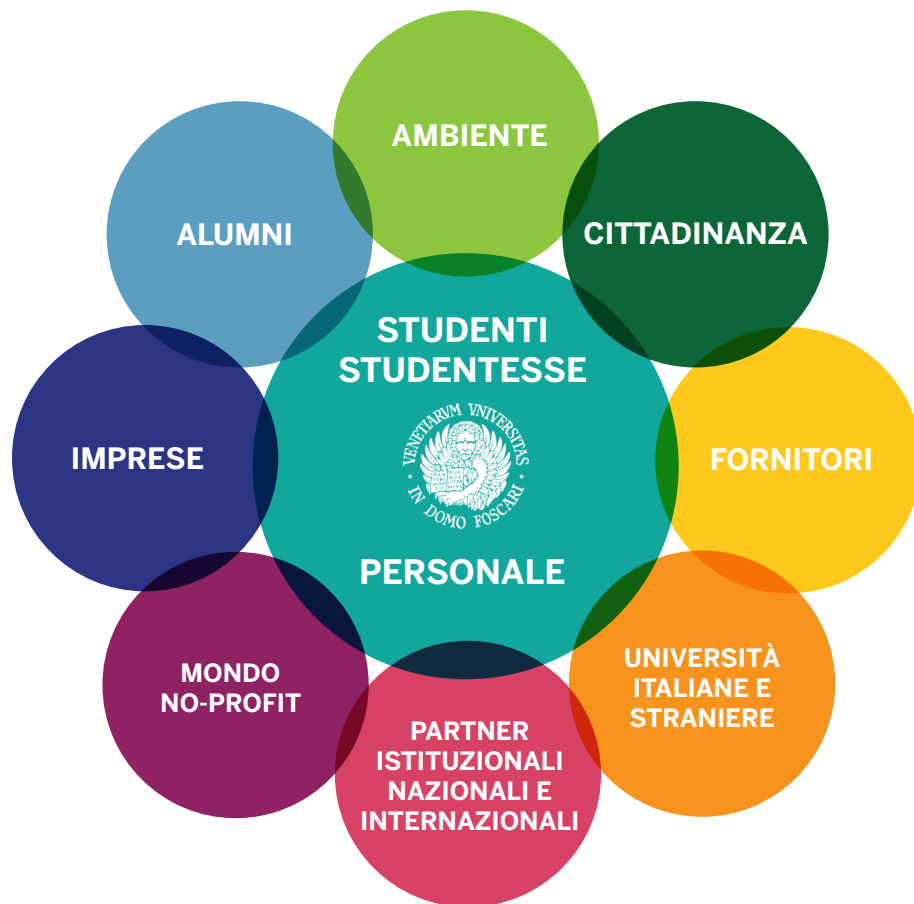 AMBIENTE
ALUMNI
CITTADINANZA
STUDENTI
STUDENTESSE
VENETIARVM VNIVERSITAS
IN DOMO FOSCARI
PERSONALE
IMPRESE
FORNITORI
MONDO
NO-PROFIT
UNIVERSITÀ
ITALIANE E
STRANIERE
PARTNER
ISTITUZIONALI
NAZIONALI E
INTERNAZIONALI